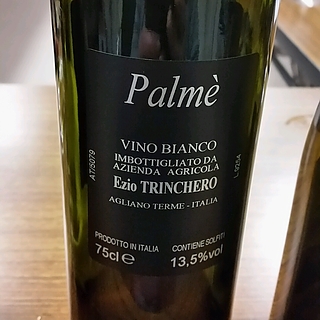 Palmè
VINO BIANCO
IMBOTTIGLIATO DA
AZIENDA AGRICOLA
Ezio TRINCHERO
AGLIANO TERME - ITALIA
PRODOTTO IN ITALIA CONTIENE SOLFITI
75cl e 13,5%vol
AT/5079
L.9254